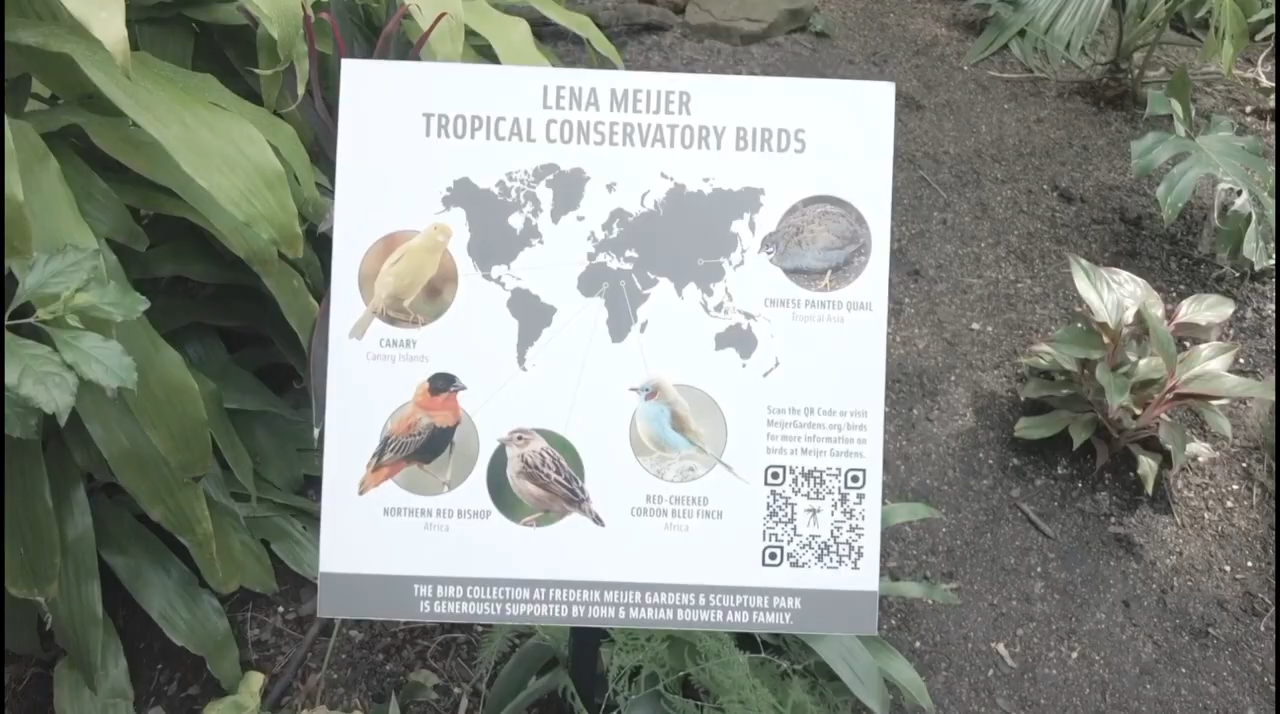 LENA MEIJER
TROPICAL CONSERVATORY BIRDS
CANARY
Canary Islands
CHINESE PAINTED QUAIL
Tropical Asia
NORTHERN RED BISHOP
Africa
RED-CHEEKED
CORDON BLEU FINCH
Africa
Scan the QR Code or visit
MeijerGardens.org/birds
for more information on
birds at Meijer Gardens.
THE BIRD COLLECTION AT FREDERIK MEIJER GARDENS & SCULPTURE PARK
IS GENEROUSLY SUPPORTED BY JOHN & MARIAN BOUWER AND FAMILY.